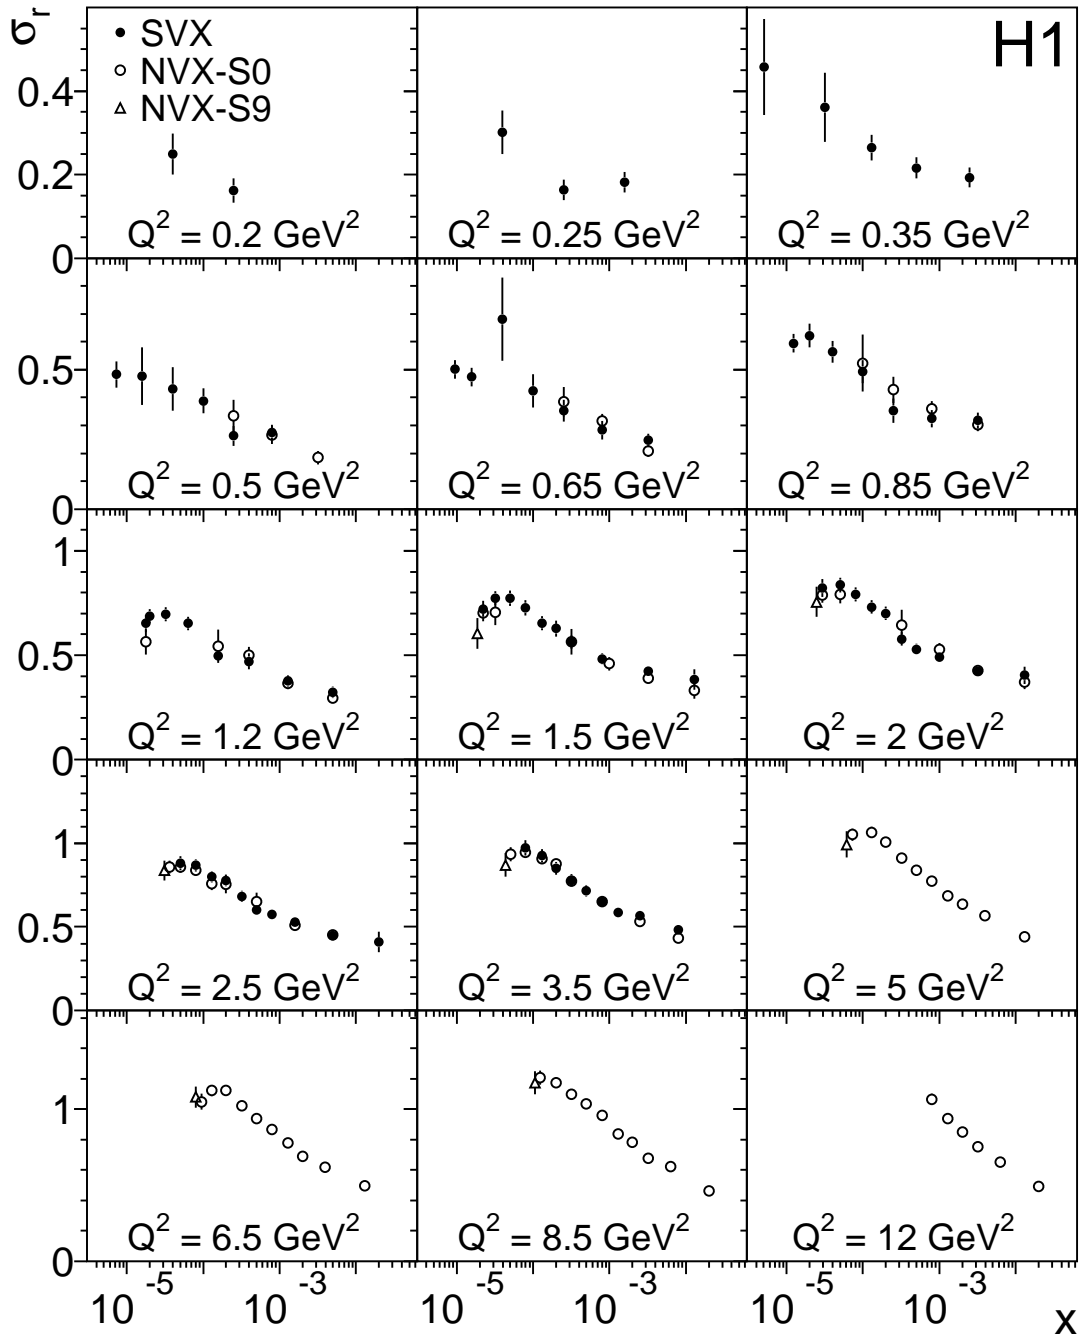 σr
SVX
NVX-S0
NVX-S9
H1
0.4
0.2
0
Q² = 0.2 GeV²
Q² = 0.25 GeV²
Q² = 0.35 GeV²
0.5
0
Q² = 0.5 GeV²
Q² = 0.65 GeV²
Q² = 0.85 GeV²
1
0.5
0
Q² = 1.2 GeV²
Q² = 1.5 GeV²
Q² = 2 GeV²
1
0.5
0
Q² = 2.5 GeV²
Q² = 3.5 GeV²
Q² = 5 GeV²
1
0
Q² = 6.5 GeV²
Q² = 8.5 GeV²
Q² = 12 GeV²
10⁻⁵ 10⁻³ 10⁻⁵ 10⁻³ 10⁻⁵ 10⁻³
x